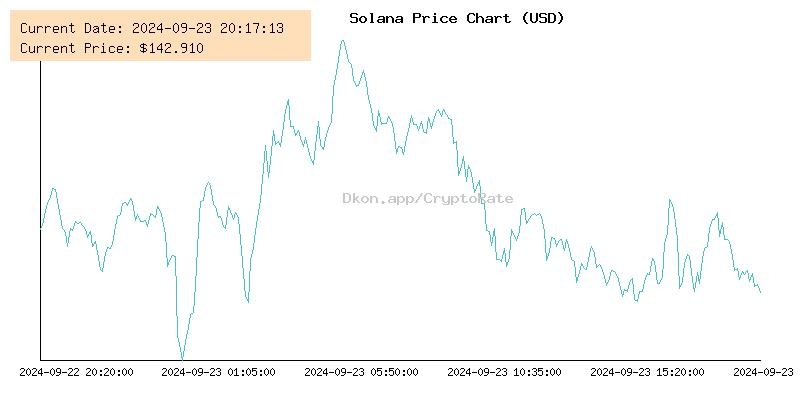 Solana Price Chart (USD)
Current Date: 2024-09-23 20:17:13
Current Price: $142.910
Dkon.app/CryptoRate
2024-09-22 20:20:00 2024-09-23 01:05:00 2024-09-23 05:50:00 2024-09-23 10:35:00 2024-09-23 15:20:00 2024-09-23